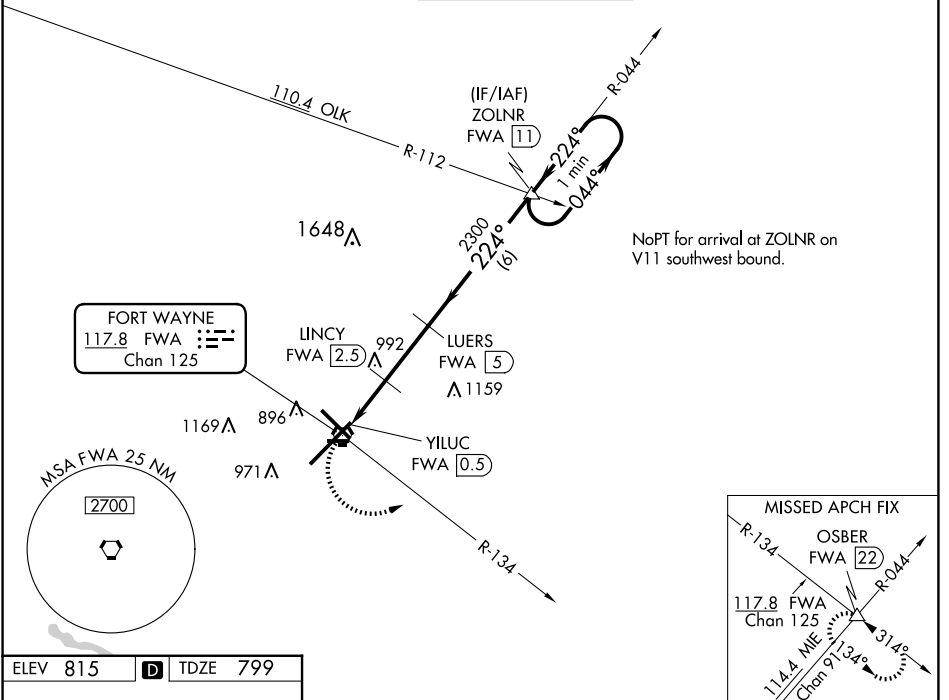 110.4 OLK
R-112
(IF/IAF)
ZOLNR
FWA 11
R-044
224°
1 min
044°
1648
2300
224°
(6)
NoPT for arrival at ZOLNR on
V11 southwest bound.
FORT WAYNE
117.8 FWA
Chan 125
LINCY
FWA 2.5
992
LUERS
FWA 5
1159
1169
896
971
YILUC
FWA 0.5
MSA FWA 25 NM
2700
R-134
MISSED APCH FIX
R-134
OSBER
FWA 22
R-044
117.8 FWA
Chan 125
114.4 MIE
Chan 91
134°
314°
ELEV 815 D TDZE 799